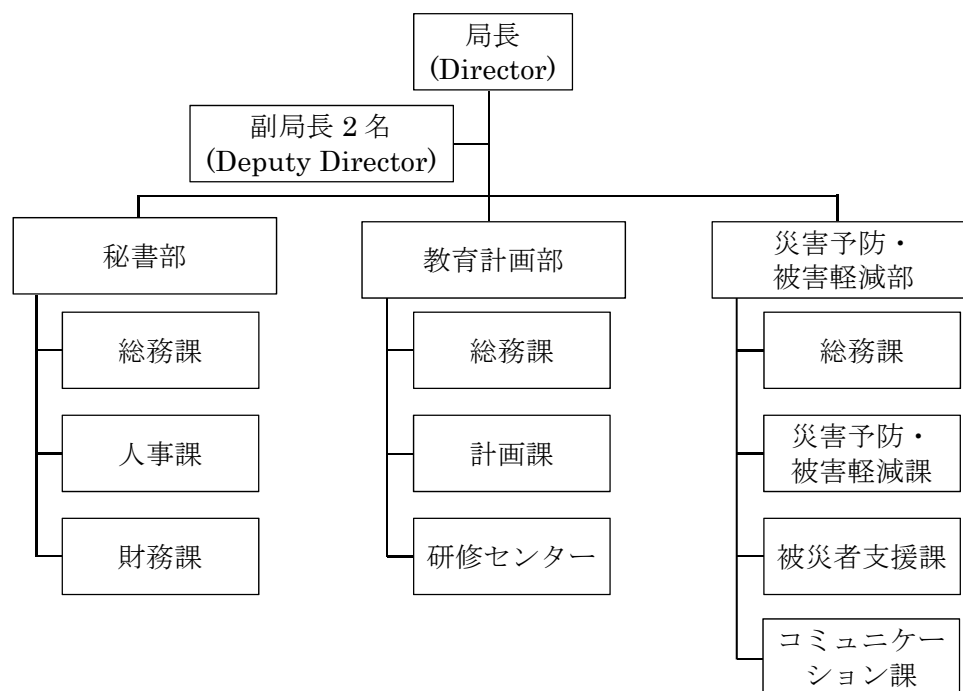 局長
(Director)
副局長 2 名
(Deputy Director)
秘書部
総務課
人事課
財務課
教育計画部
総務課
計画課
研修センター
災害予防・
被害軽減部
総務課
災害予防・
被害軽減課
被災者支援課
コミュニケー
ション課